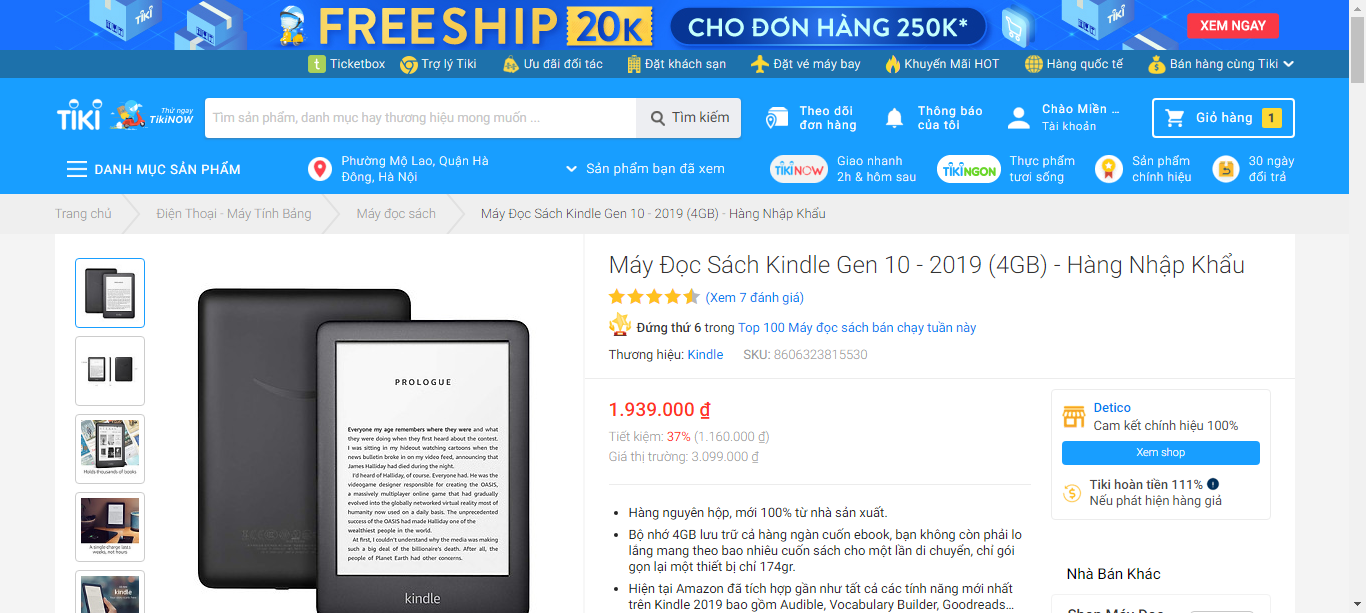 FREESHIP 20K CHO ĐƠN HÀNG 250K*
XEM NGAY
Ticketbox
Trợ lý Tiki
Ưu đãi đối tác
Đặt khách sạn
Đặt vé máy bay
Khuyến Mãi HOT
Hàng quốc tế
Bán hàng cùng Tiki
TIKI
Thử ngay
TikiNOW
Tìm sản phẩm, danh mục hay thương hiệu mong muốn ...
Tìm kiếm
Theo dõi
đơn hàng
Thông báo
của tôi
Chào Miền ...
Tài khoản
Giỏ hàng 1
DANH MỤC SẢN PHẨM
Phường Mộ Lao, Quận Hà
Đông, Hà Nội
Sản phẩm bạn đã xem
TIKINOW
Giao nhanh
2h & hôm sau
TIKINGON
Thực phẩm
tươi sống
Sản phẩm
chính hiệu
30 ngày
đổi trả
Trang chủ
Điện Thoại - Máy Tính Bảng
Máy đọc sách
Máy Đọc Sách Kindle Gen 10 - 2019 (4GB) - Hàng Nhập Khẩu
Holds thousands of books
A single charge lasts
weeks, not hours
kindle
PROLOGUE
Everyone my age remembers where they were and what
they were doing when they first heard about the contest.
I was sitting in my hideout watching cartoons when the
news bulletin broke in on my video feed, announcing that
James Halliday had died during the night.
I'd heard of Halliday, of course. Everyone had. He was the
videogame designer responsible for creating the OASIS,
a massively multiplayer online game that had gradually
evolved into the globally networked virtual reality most of
humanity now used on a daily basis. The unprecedented
success of the OASIS had made Halliday one of the
wealthiest people in the world.
At first, I couldn't understand why the media was making
such a big deal of the billionaire's death. After all, the
people of Planet Earth had other concerns.
kindle
Máy Đọc Sách Kindle Gen 10 - 2019 (4GB) - Hàng Nhập Khẩu
(Xem 7 đánh giá)
Đứng thứ 6 trong Top 100 Máy đọc sách bán chạy tuần này
Thương hiệu: Kindle SKU: 8606323815530
1.939.000 ₫
Tiết kiệm: 37% (1.160.000 ₫)
Giá thị trường: 3.099.000 ₫
Hàng nguyên hộp, mới 100% từ nhà sản xuất.
Bộ nhớ 4GB lưu trữ cả hàng ngàn cuốn ebook, bạn không còn phải lo
lắng mang theo bao nhiêu cuốn sách cho một lần di chuyển, chỉ gói
gọn lại một thiết bị chỉ 174gr.
Hiện tại Amazon đã tích hợp gần như tất cả các tính năng mới nhất
trên Kindle 2019 bao gồm Audible, Vocabulary Builder, Goodreads...
Detico
Cam kết chính hiệu 100%
Xem shop
Tiki hoàn tiền 111%
Nếu phát hiện hàng giả
Nhà Bán Khác
Shop Máy Đọc